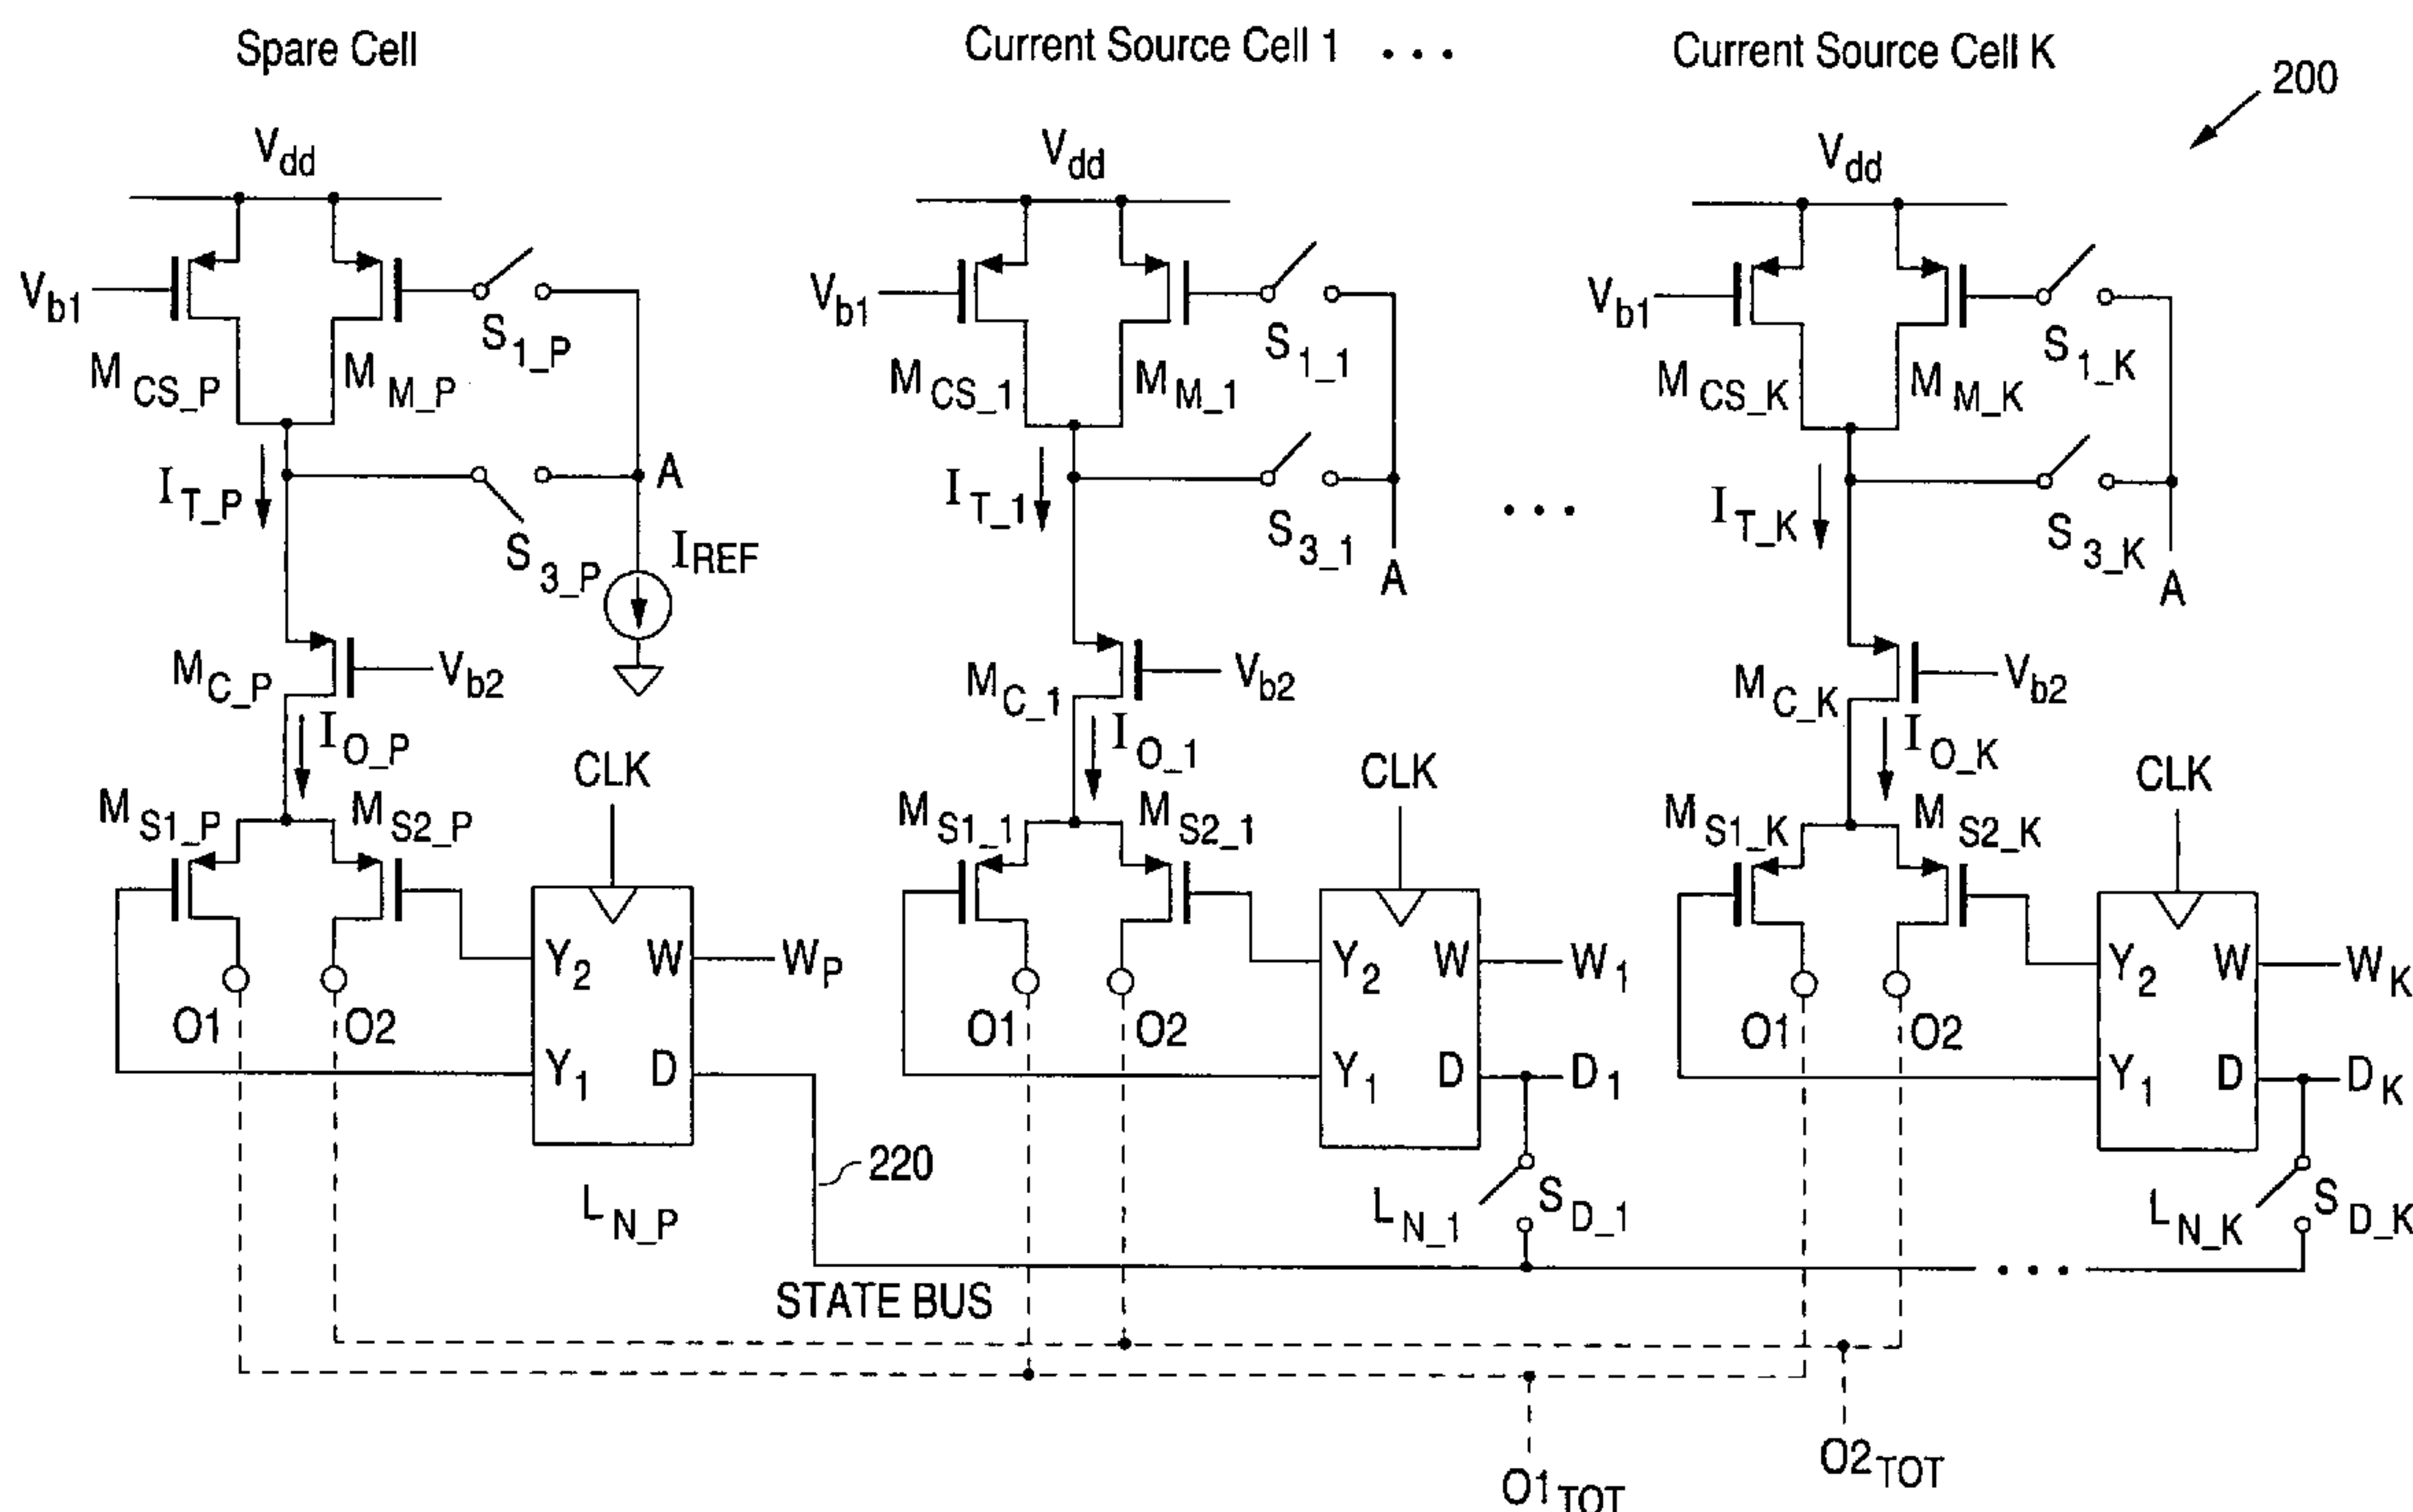 Spare Cell
Current Source Cell 1 • • •
Current Source Cell K
200
Vdd
Vdd
Vdd
Vb1
Vb1
Vb1
MCS_P
MM_P
S1_P
MCS_1
MM_1
S1_1
MCS_K
MM_K
S1_K
IT_P
A
S3_P
IREF
IT_1
S3_1
A
• • •
IT_K
S3_K
A
MC_P
Vb2
MC_1
Vb2
MC_K
Vb2
IO_P
IO_1
IO_K
CLK
CLK
CLK
MS1_P
MS2_P
MS1_1
MS2_1
MS1_K
MS2_K
Y2 W WP
Y2 W W1
Y2 W WK
O1 O2
O1 O2
O1 O2
Y1 D
Y1 D D1
Y1 D DK
220
LN_P
LN_1
SD_1
LN_K
SD_K
STATE BUS
• • •
O1TOT
O2TOT